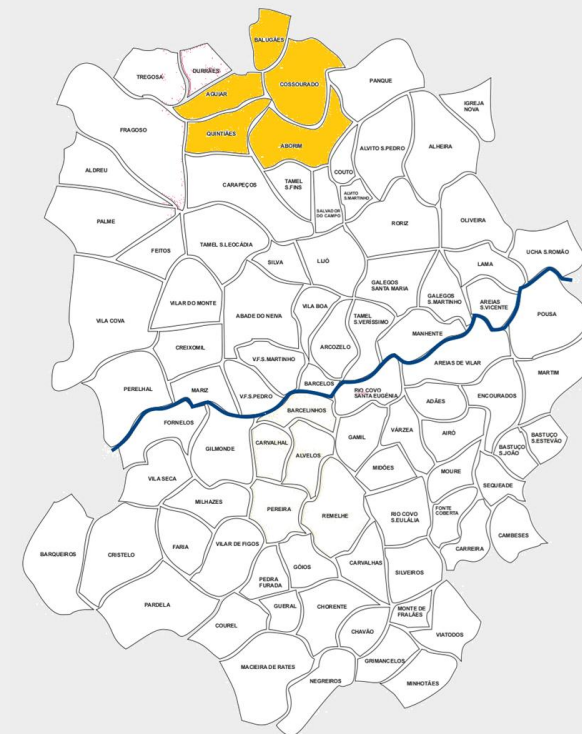 BALUGÃES
DURRÃES
TREGOSA
COSSOURADO
PANQUE
AGUIAR
IGREJA
NOVA
FRAGOSO
QUINTIÃES
ABORIM
ALVITO S.PEDRO
ALHEIRA
ALDREU
CARAPEÇOS
TAMEL
S.FINS
COUTO
ALVITO
S.MARTINHO
SALVADOR
DO CAMPO
PALME
RORIZ
OLIVEIRA
FEITOS
TAMEL S.LEOCÁDIA
UCHA S.ROMÃO
SILVA
LIJÓ
LAMA
GALEGOS
SANTA MARIA
GALEGOS
S.MARTINHO
AREIAS
S.VICENTE
VILAR DO MONTE
VILA BOA
ABADE DO NEIVA
TAMEL
S.VERISSIMO
POUSA
VILA COVA
MANHENTE
CREIXOMIL
ARCOZELO
V.F.S.MARTINHO
AREIAS DE VILAR
MARTIM
PERELHAL
MARIZ
BARCELOS
RIO COVO
SANTA EUGÉNIA
V.F.S.PEDRO
ENCOURADOS
ADÃES
BARCELINHOS
FORNELOS
GILMONDE
CARVALHAL
ALVELOS
GAMIL
VÁRZEA
AIRÓ
BASTUÇO
S.JOÃO
BASTUÇO
S.ESTEVÃO
MIDÕES
VILA SECA
MOURE
SEQUEADE
MILHAZES
PEREIRA
REMELHE
RIO COVO
S.EULÁLIA
FONTE
COBERTA
CAMBESES
BARQUEIROS
CRISTELO
FARIA
VILAR DE FIGOS
CARREIRA
GÓIOS
CARVALHAS
SILVEIROS
PEDRA
FURADA
PARDELA
GUERAL
CHORENTE
MONTE DE
FRALÃES
COUREL
CHAVÃO
VIATODOS
MACIEIRA DE RATES
GRIMANCELOS
NEGREIROS
MINHOTÃES